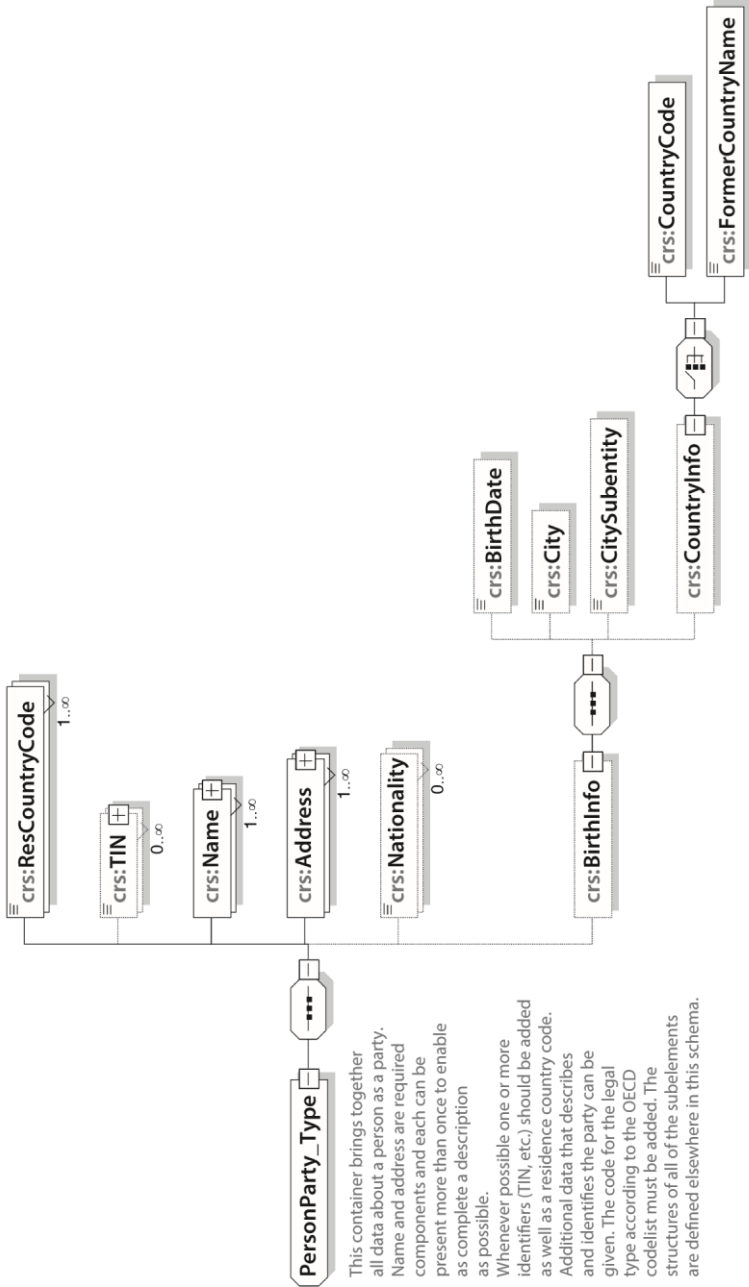 PersonParty_Type
This container brings together
all data about a person as a party.
Name and address are required
components and each can be
present more than once to enable
as complete a description
as possible.
Whenever possible one or more
identifiers (TIN, etc.) should be added
as well as a residence country code.
Additional data that describes
and identifies the party can be
given. The code for the legal
type according to the OECD
codelist must be added. The
structures of all of the subelements
are defined elsewhere in this schema.
crs:ResCountryCode
1..∞
crs:TIN
0..∞
crs:Name
1..∞
crs:Address
1..∞
crs:Nationality
0..∞
crs:BirthInfo
crs:BirthDate
crs:City
crs:CitySubentity
crs:CountryInfo
crs:CountryCode
crs:FormerCountryName